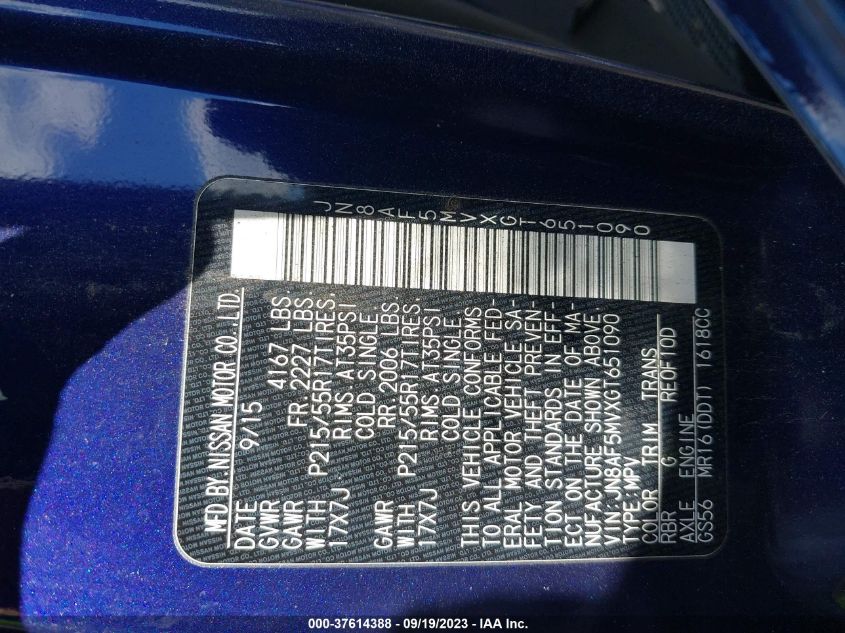 JN8AF5MVXGT651090
MFD BY NISSAN MOTOR CO.,LTD.
DATE 9/15
GVWR 4167 LBS.
GAWR FR 2227 LBS
WITH P215/55R17TIRES.
17X7J RIMS AT35PSI
COLD SINGLE
GAWR RR 2006 LBS.
WITH P215/55R17TIRES.
17X7J RIMS AT35PSI
COLD SINGLE.
THIS VEHICLE CONFORMS
TO ALL APPLICABLE FED-
ERAL MOTOR VEHICLE SA-
FETY AND THEFT PREVEN-
TION STANDARDS IN EFF-
ECT ON THE DATE OF MA-
NUFACTURE SHOWN ABOVE.
VIN:JN8AF5MVXGT651090
TYPE:MPV
COLOR TRIM TRANS
RBR G RE0F10D
AXLE ENGINE
GS56 MR16(DDT) 1618CC
000-37614388 - 09/19/2023 - IAA Inc.